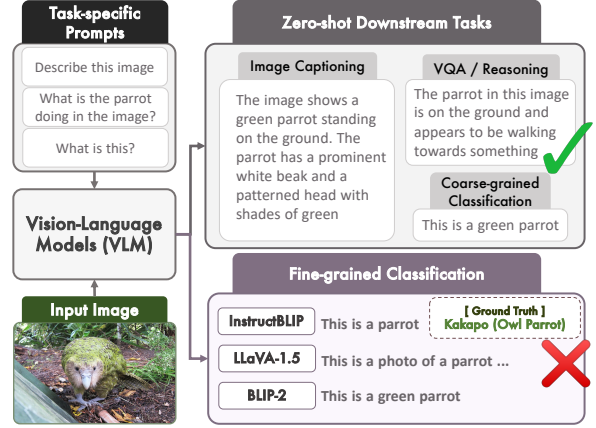 Task-specific
Prompts
Describe this image
What is the parrot
doing in the image?
What is this?
Vision-Language
Models (VLM)
Input Image
Zero-shot Downstream Tasks
Image Captioning
The image shows a
green parrot standing
on the ground. The
parrot has a prominent
white beak and a
patterned head with
shades of green
VQA / Reasoning
The parrot in this image
is on the ground and
appears to be walking
towards something
Coarse-grained
Classification
This is a green parrot
Fine-grained Classification
[ Ground Truth ]
Kakapo (Owl Parrot)
InstructBLIP This is a parrot
LLaVA-1.5 This is a photo of a parrot ...
BLIP-2 This is a green parrot